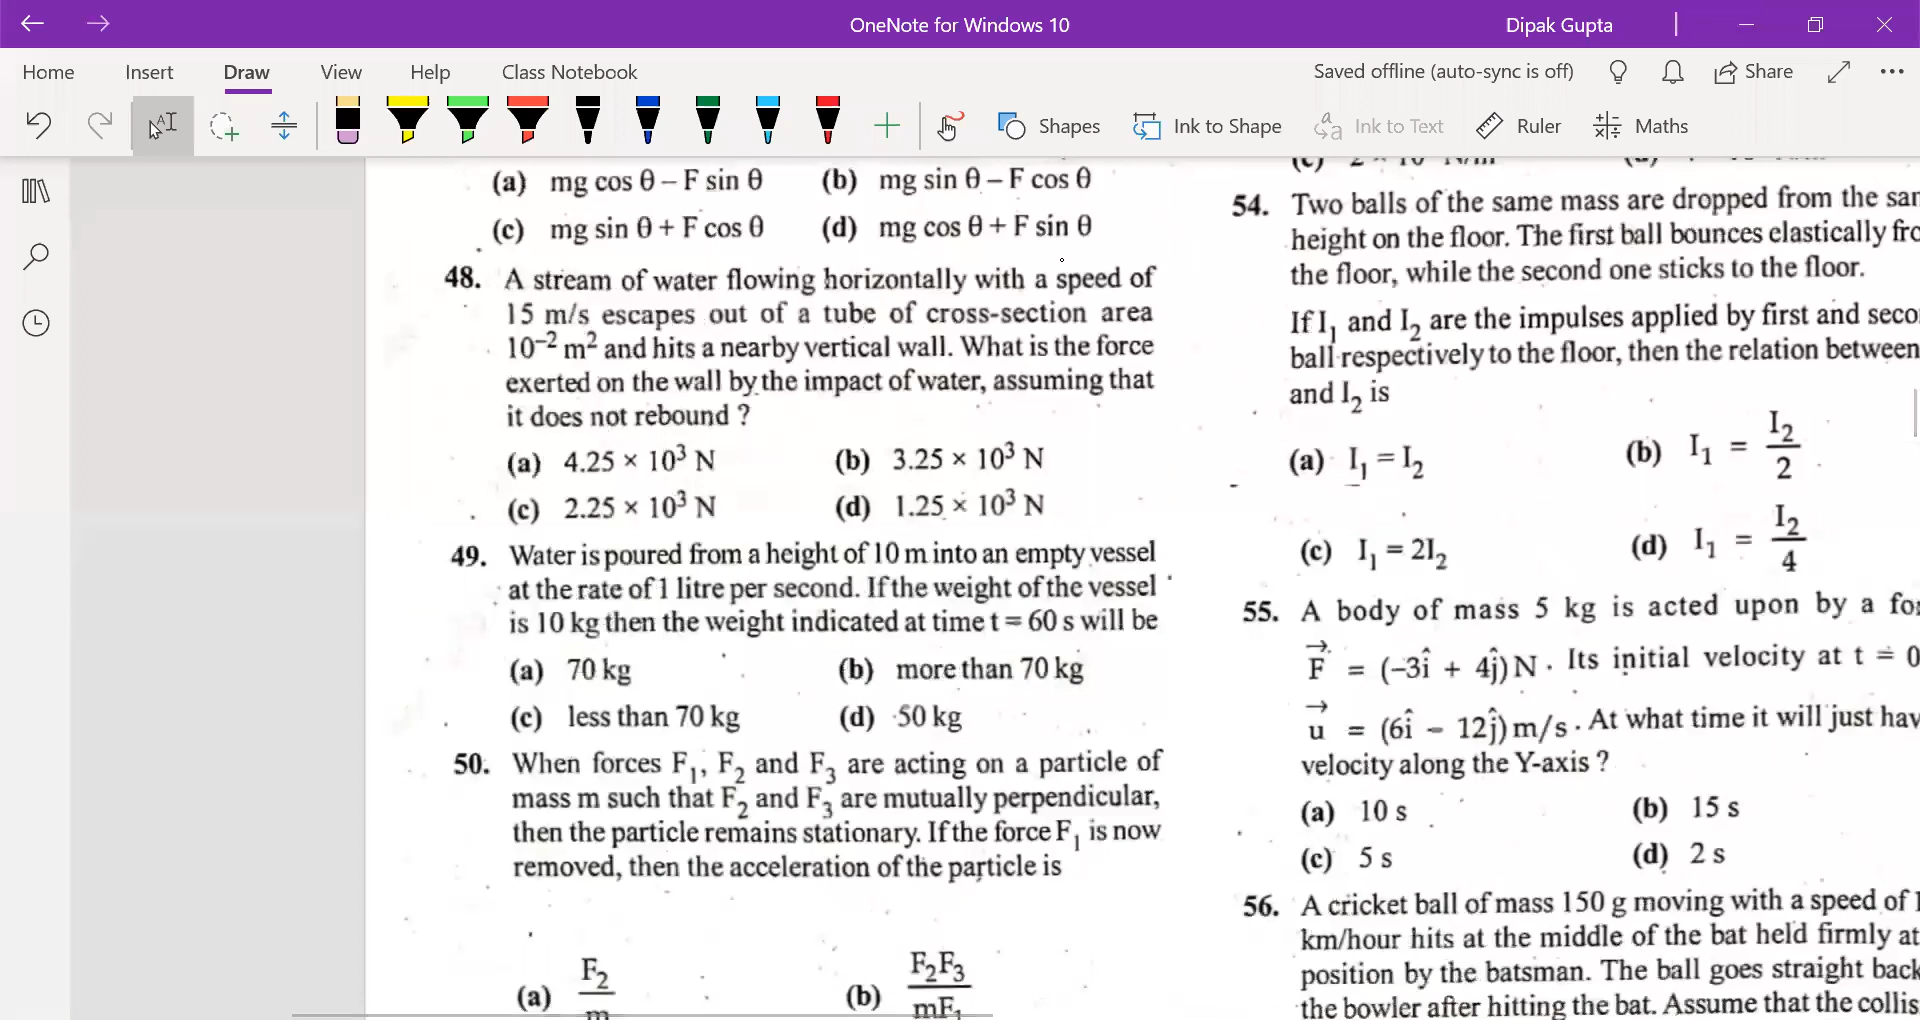 OneNote for Windows 10
Dipak Gupta
Home Insert Draw View Help Class Notebook
Saved offline (auto-sync is off) Share
Shapes Ink to Shape Ink to Text Ruler Maths
(a) mg cos θ – F sin θ (b) mg sin θ – F cos θ
(c) mg sin θ + F cos θ (d) mg cos θ + F sin θ
48. A stream of water flowing horizontally with a speed of
15 m/s escapes out of a tube of cross-section area
10⁻² m² and hits a nearby vertical wall. What is the force
exerted on the wall by the impact of water, assuming that
it does not rebound ?
(a) 4.25 × 10³ N (b) 3.25 × 10³ N
(c) 2.25 × 10³ N (d) 1.25 × 10³ N
49. Water is poured from a height of 10 m into an empty vessel
at the rate of 1 litre per second. If the weight of the vessel
is 10 kg then the weight indicated at time t = 60 s will be
(a) 70 kg (b) more than 70 kg
(c) less than 70 kg (d) 50 kg
50. When forces F₁, F₂ and F₃ are acting on a particle of
mass m such that F₂ and F₃ are mutually perpendicular,
then the particle remains stationary. If the force F₁ is now
removed, then the acceleration of the particle is
(a) F₂/m (b) F₂F₃/mF₁
54. Two balls of the same mass are dropped from the
height on the floor. The first ball bounces elastically
the floor, while the second one sticks to the floor.
If I₁ and I₂ are the impulses applied by first and
ball respectively to the floor, then the relation between
and I₂ is
(a) I₁ = I₂ (b) I₁ = I₂/2
(c) I₁ = 2I₂ (d) I₁ = I₂/4
55. A body of mass 5 kg is acted upon by a
F⃗ = (–3î + 4ĵ) N. Its initial velocity at t = 0
u⃗ = (6î – 12ĵ) m/s. At what time it will just
velocity along the Y-axis ?
(a) 10 s (b) 15 s
(c) 5 s (d) 2 s
56. A cricket ball of mass 150 g moving with a speed of
km/hour hits at the middle of the bat held firmly at
position by the batsman. The ball goes straight back
the bowler after hitting the bat. Assume that the